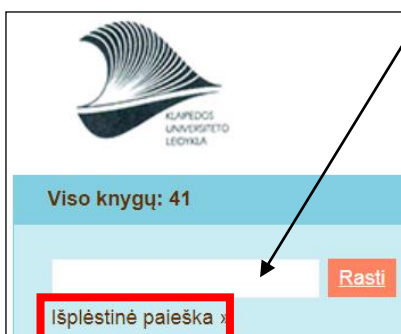 KLAIPĖDOS
UNIVERSITETO
LEIDYKLA
Viso knygų: 41
Rasti
Išplėstinė paieška »